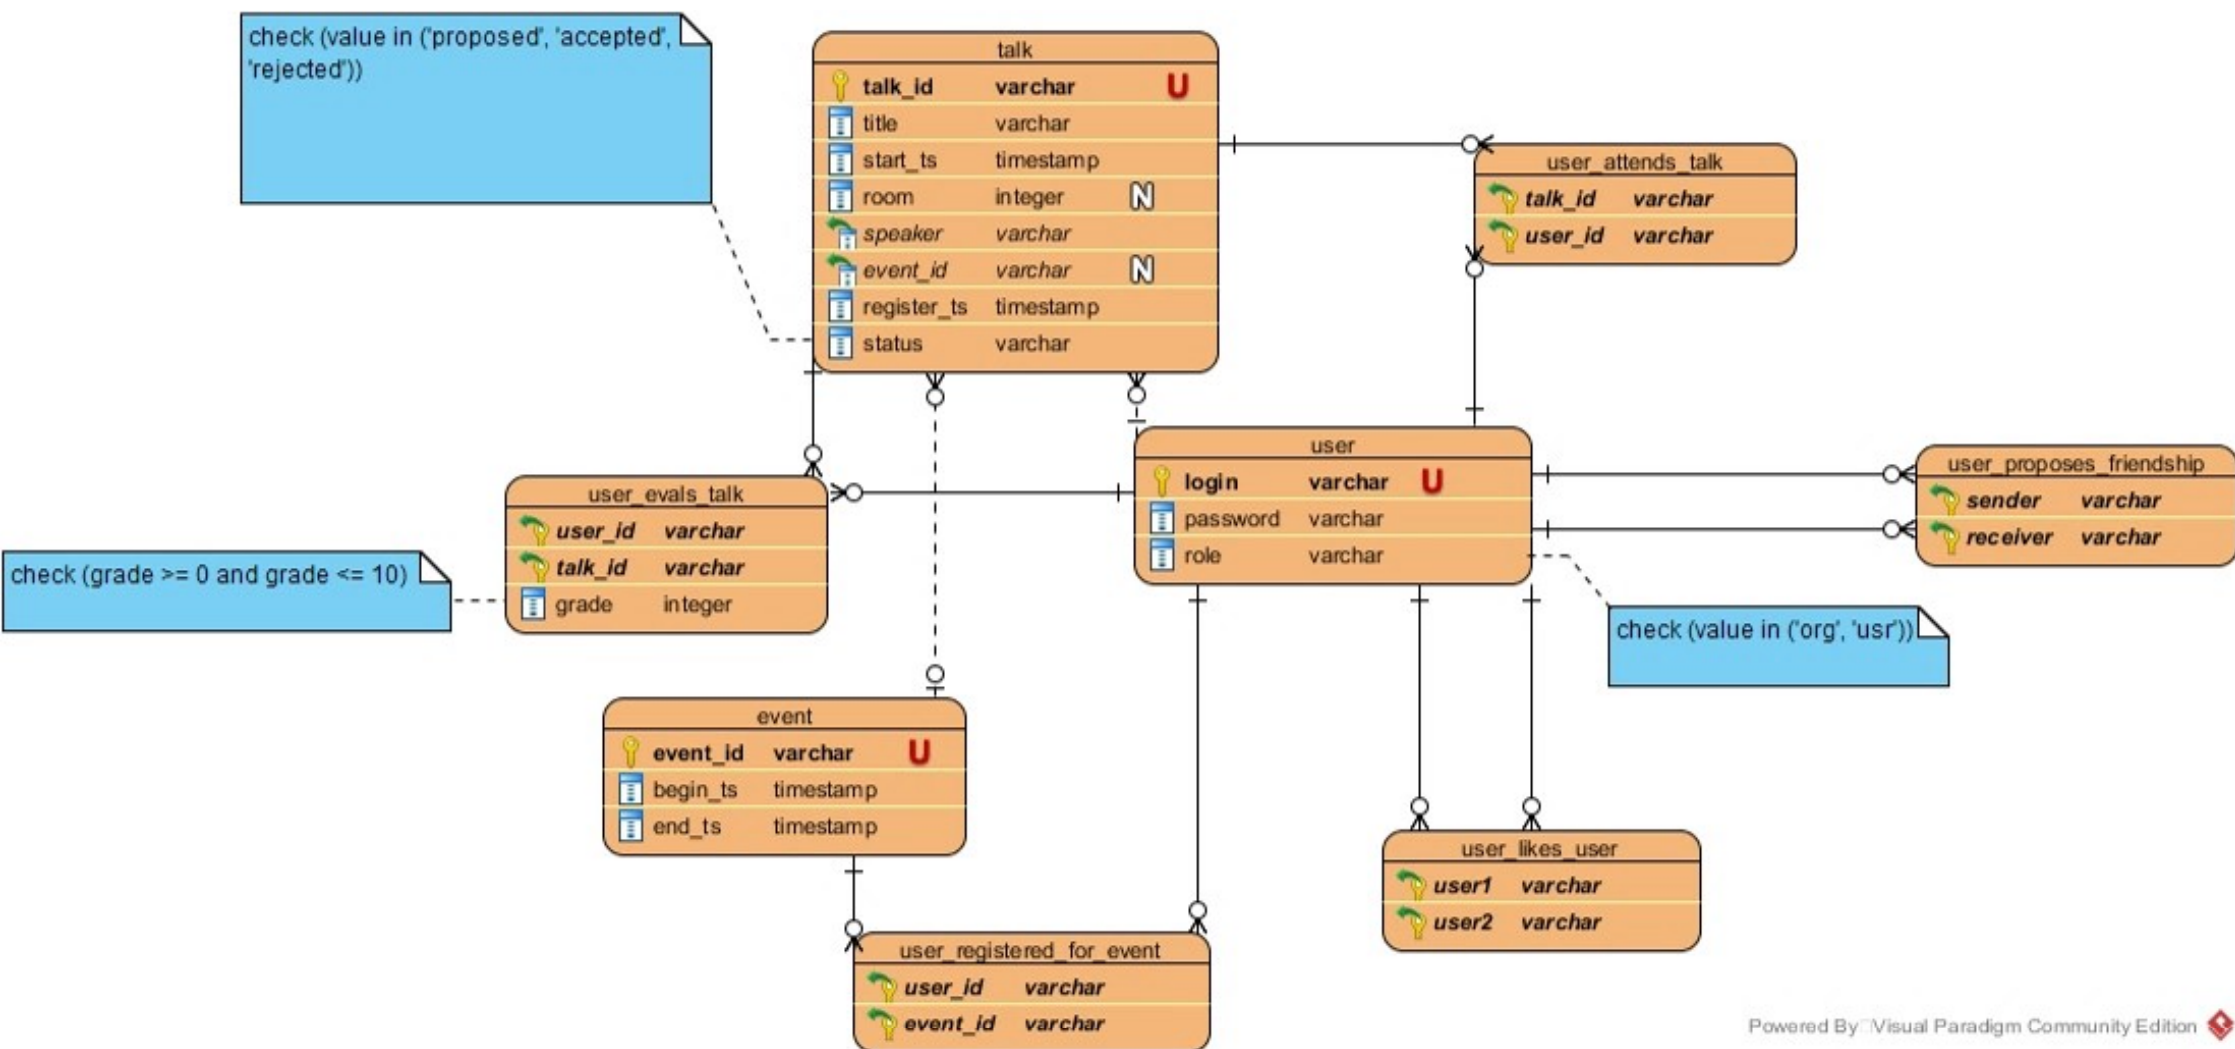 check (value in ('proposed', 'accepted',
'rejected'))
talk
talk_id varchar U
title varchar
start_ts timestamp
room integer N
speaker varchar
event_id varchar N
register_ts timestamp
status varchar
user_attends_talk
talk_id varchar
user_id varchar
user
login varchar U
password varchar
role varchar
user_proposes_friendship
sender varchar
receiver varchar
user_evals_talk
user_id varchar
talk_id varchar
grade integer
check (grade >= 0 and grade <= 10)
check (value in ('org', 'usr'))
event
event_id varchar U
begin_ts timestamp
end_ts timestamp
user_likes_user
user1 varchar
user2 varchar
user_registered_for_event
user_id varchar
event_id varchar
Powered By Visual Paradigm Community Edition